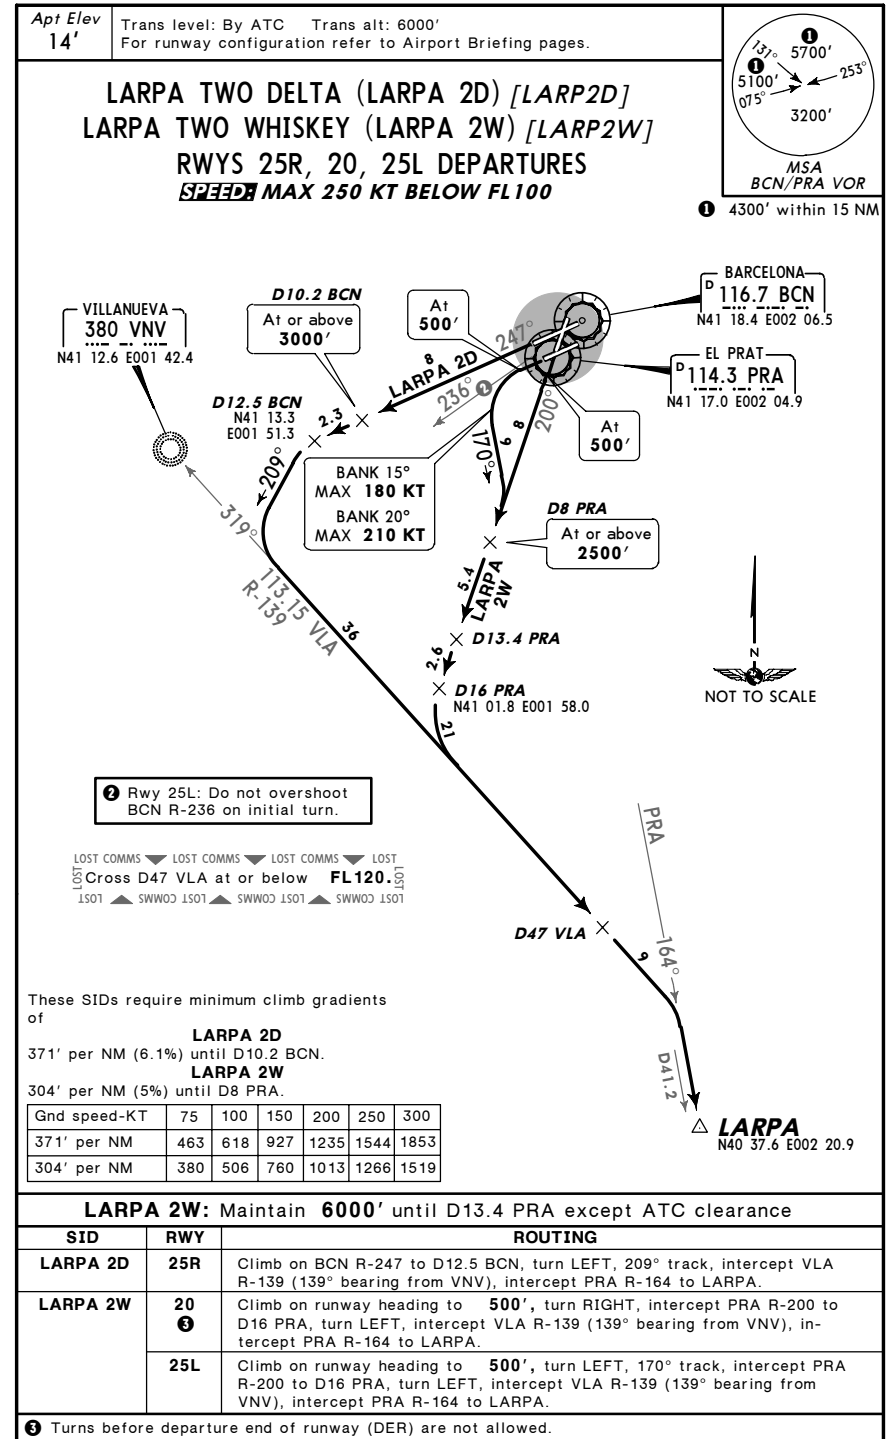 Apt Elev
14'
Trans level: By ATC Trans alt: 6000'
For runway configuration refer to Airport Briefing pages.
❶
131°
5700'
❶
5100'
253°
075°
3200'
MSA
BCN/PRA VOR
❶ 4300' within 15 NM
LARPA TWO DELTA (LARPA 2D) [LARP2D]
LARPA TWO WHISKEY (LARPA 2W) [LARP2W]
RWYS 25R, 20, 25L DEPARTURES
SPEED: MAX 250 KT BELOW FL100
BARCELONA
D 116.7 BCN
N41 18.4 E002 06.5
EL PRAT
D 114.3 PRA
N41 17.0 E002 04.9
VILLANUEVA
380 VNV
N41 12.6 E001 42.4
D10.2 BCN
At or above
3000'
At
500'
247°
8
LARPA 2D
236°
❷
200°
At
500'
D12.5 BCN
N41 13.3
E001 51.3
2.3
209°
170°
6
8
BANK 15°
MAX 180 KT
BANK 20°
MAX 210 KT
D8 PRA
At or above
2500'
319°
113.15 VLA
R-139
36
5.4
LARPA
2W
D13.4 PRA
2.6
D16 PRA
N41 01.8 E001 58.0
21
N
NOT TO SCALE
❷ Rwy 25L: Do not overshoot
BCN R-236 on initial turn.
LOST COMMS LOST COMMS LOST COMMS LOST
LOST
Cross D47 VLA at or below FL120.
LOST
LOST COMMS LOST COMMS LOST COMMS LOST
PRA
164°
D47 VLA
9
D41.2
LARPA
N40 37.6 E002 20.9
These SIDs require minimum climb gradients
of
LARPA 2D
371' per NM (6.1%) until D10.2 BCN.
LARPA 2W
304' per NM (5%) until D8 PRA.
Gnd speed-KT 75 100 150 200 250 300
371' per NM 463 618 927 1235 1544 1853
304' per NM 380 506 760 1013 1266 1519
LARPA 2W: Maintain 6000' until D13.4 PRA except ATC clearance
SID RWY ROUTING
LARPA 2D 25R Climb on BCN R-247 to D12.5 BCN, turn LEFT, 209° track, intercept VLA
R-139 (139° bearing from VNV), intercept PRA R-164 to LARPA.
LARPA 2W 20 Climb on runway heading to 500', turn RIGHT, intercept PRA R-200 to
❸ D16 PRA, turn LEFT, intercept VLA R-139 (139° bearing from VNV), in-
tercept PRA R-164 to LARPA.
25L Climb on runway heading to 500', turn LEFT, 170° track, intercept PRA
R-200 to D16 PRA, turn LEFT, intercept VLA R-139 (139° bearing from
VNV), intercept PRA R-164 to LARPA.
❸ Turns before departure end of runway (DER) are not allowed.